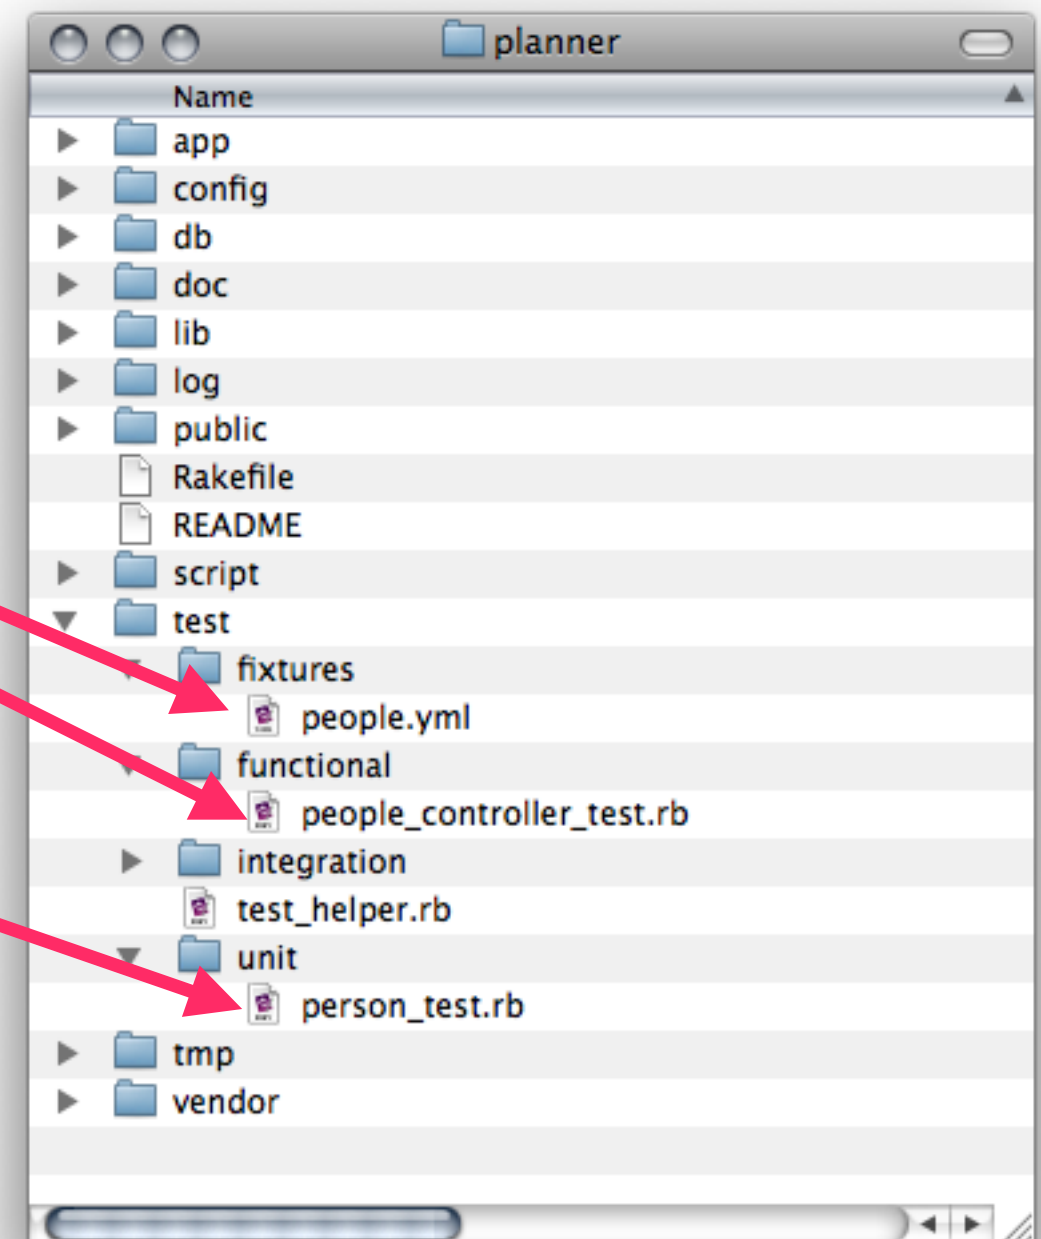 planner
Name
app
config
db
doc
lib
log
public
Rakefile
README
script
test
fixtures
people.yml
functional
people_controller_test.rb
integration
test_helper.rb
unit
person_test.rb
tmp
vendor